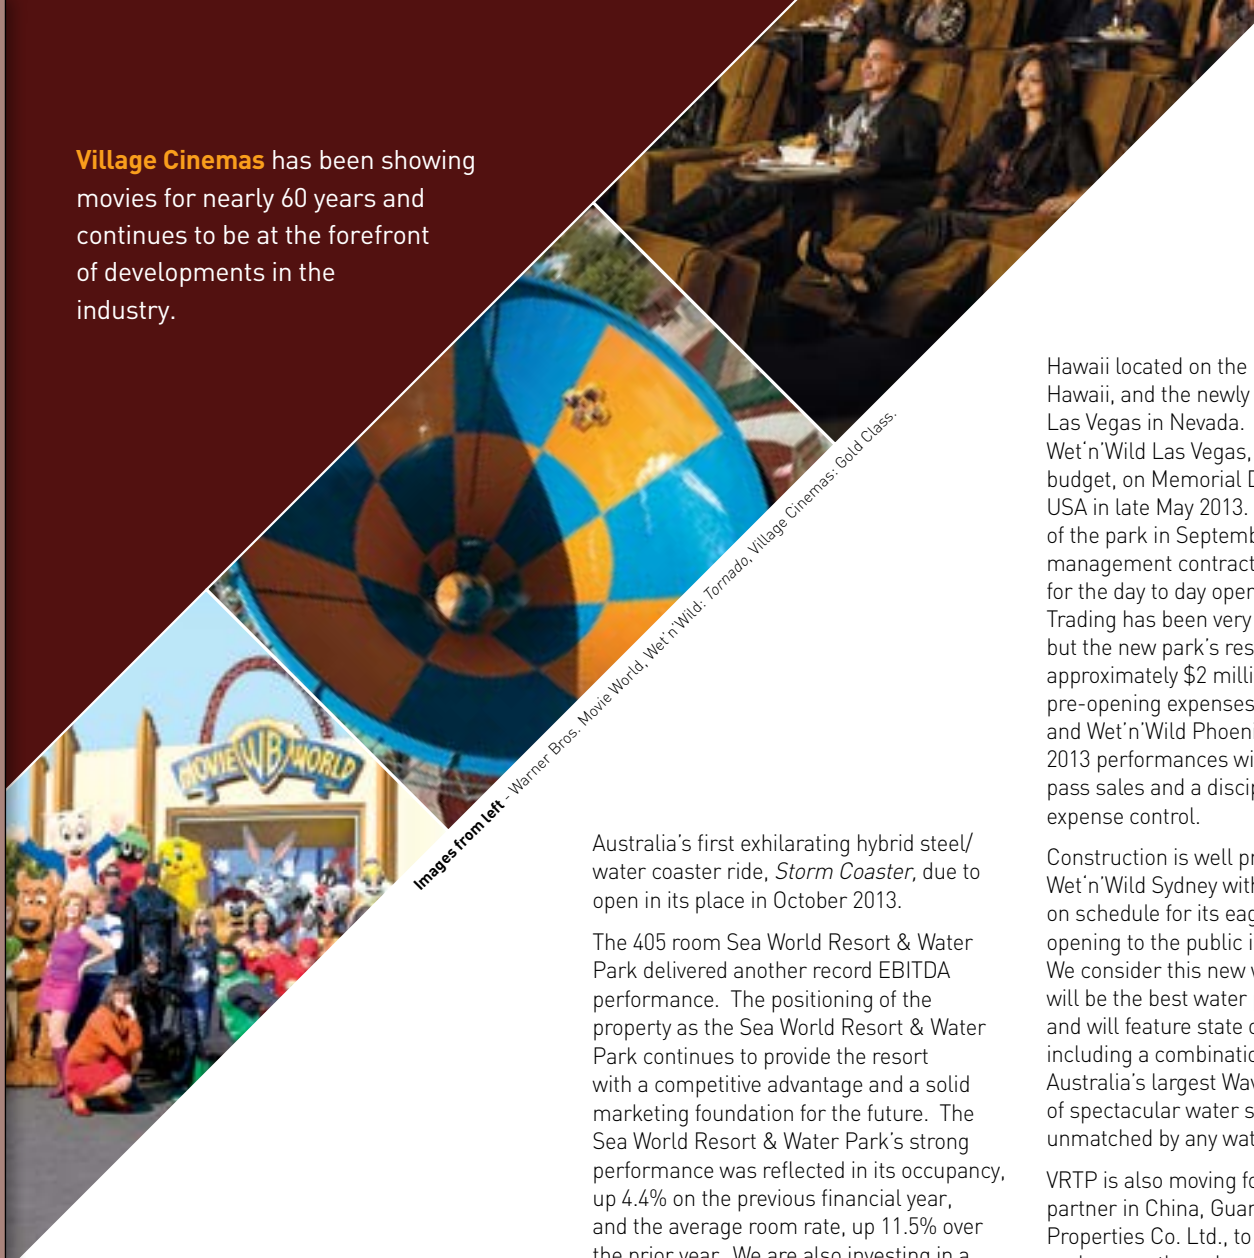 Village Cinemas has been showing
movies for nearly 60 years and
continues to be at the forefront
of developments in the
industry.
MOVIE WB WORLD
Images from left - Warner Bros. Movie World, Wet'n'Wild: Tornado, Village Cinemas: Gold Class.
Australia's first exhilarating hybrid steel/
water coaster ride, Storm Coaster, due to
open in its place in October 2013.
The 405 room Sea World Resort & Water
Park delivered another record EBITDA
performance. The positioning of the
property as the Sea World Resort & Water
Park continues to provide the resort
with a competitive advantage and a solid
marketing foundation for the future. The
Sea World Resort & Water Park's strong
performance was reflected in its occupancy,
up 4.4% on the previous financial year,
and the average room rate, up 11.5% over
the prior year. We are also investing in a
Hawaii located on the
Hawaii, and the newly
Las Vegas in Nevada.
Wet'n'Wild Las Vegas,
budget, on Memorial
USA in late May 2013.
of the park in
management contract
for the day to day
Trading has been very
but the new park's
approximately $2
pre-opening expenses
and Wet'n'Wild
2013 performances
pass sales and a
expense control.
Construction is well
Wet'n'Wild Sydney
on schedule for its
opening to the public
We consider this new
will be the best water
and will feature state
including a
Australia's largest
of spectacular water
unmatched by any
VRTP is also moving
partner in China,
Properties Co. Ltd., to